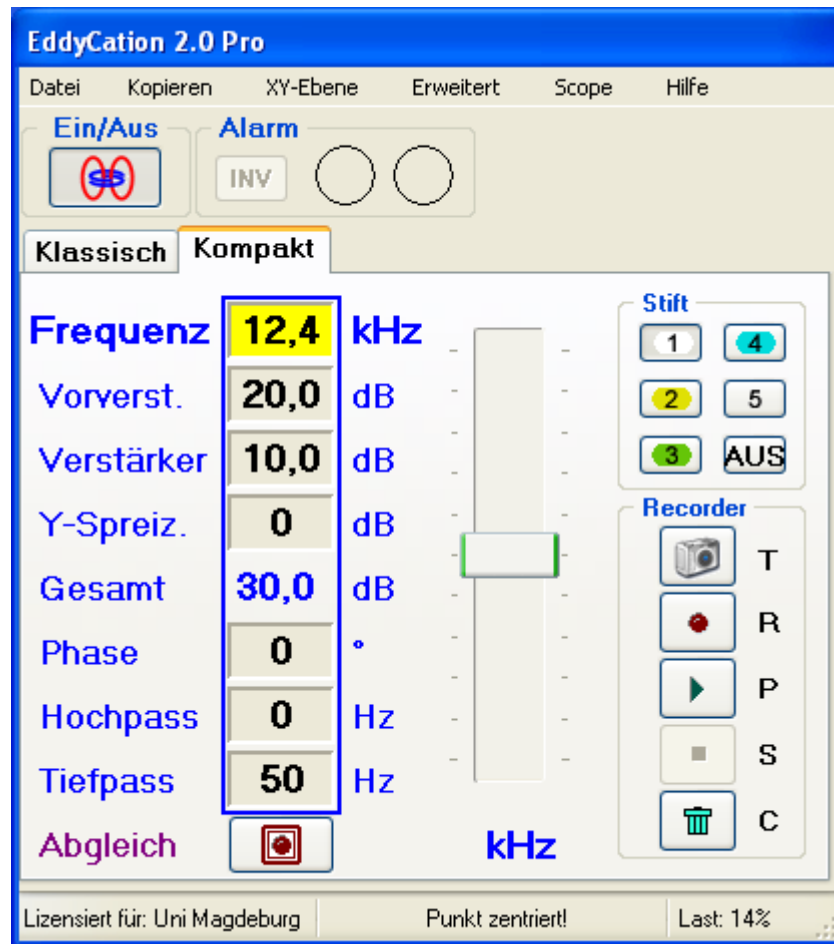 EddyCation 2.0 Pro
Datei Kopieren XY-Ebene Erweitert Scope Hilfe
Ein/Aus Alarm
INV
Klassisch Kompakt
Frequenz 12,4 kHz
Vorverst. 20,0 dB
Verstärker 10,0 dB
Y-Spreiz. 0 dB
Gesamt 30,0 dB
Phase 0 °
Hochpass 0 Hz
Tiefpass 50 Hz
Abgleich
kHz
Stift
1 4
2 5
3 AUS
Recorder
T
R
P
S
C
Lizensiert für: Uni Magdeburg Punkt zentriert! Last: 14%